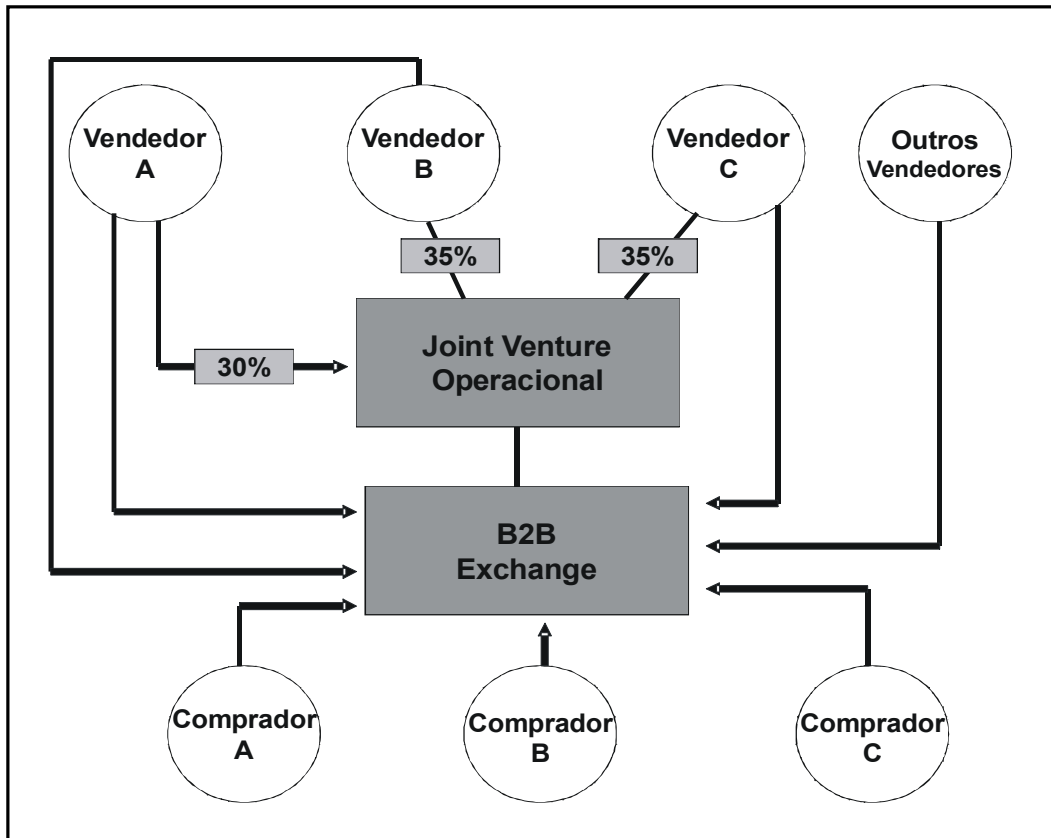 Vendedor
A
Vendedor
B
Vendedor
C
Outros
Vendedores
35%
35%
30%
Joint Venture
Operacional
B2B
Exchange
Comprador
A
Comprador
B
Comprador
C